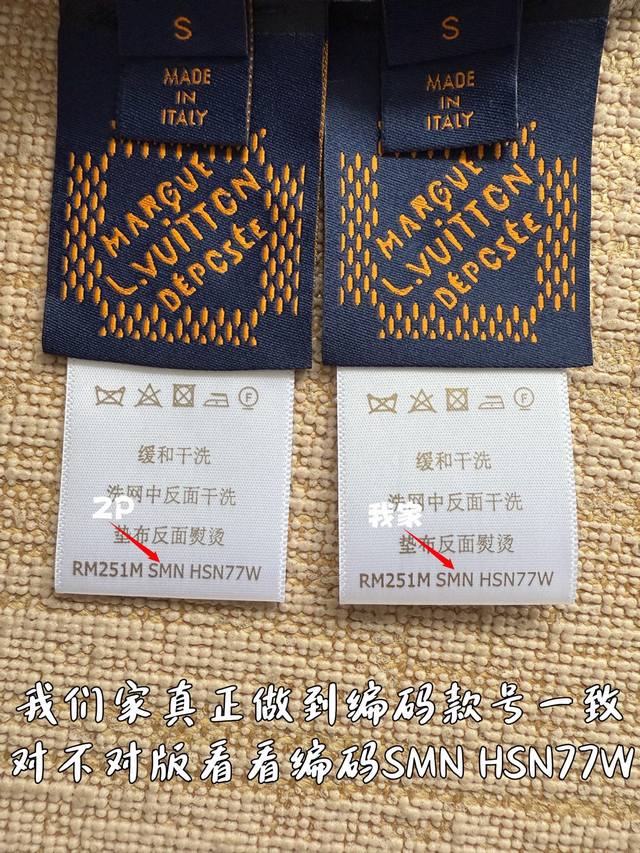 S
MADE
IN
ITALY
MARQUE
L.VUITTON
DÉPOSÉE
缓和干洗
洗网中反面干洗
2P
垫布反面熨烫
RM251M SMN HSN77W
S
MADE
IN
ITALY
MARQUE
L.VUITTON
DÉPOSÉE
F
缓和干洗
洗网中反面干洗
我家
垫布反面熨烫
RM251M SMN HSN77W
F
我们家真正做到编码款号一致
对不对版看看编码SMN HSN77W